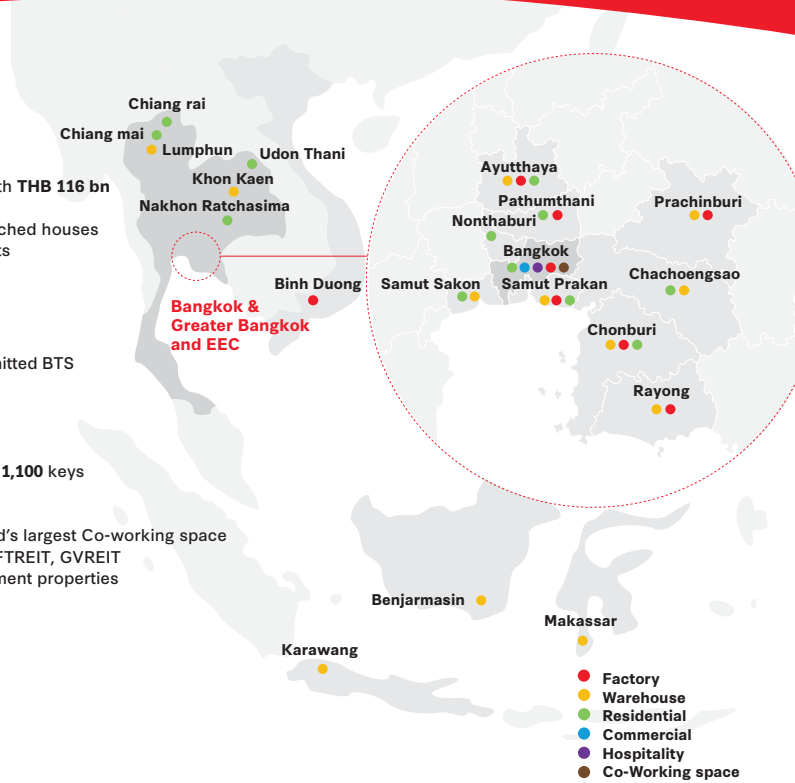 Chiang rai
Chiang mai
Lumphun
Udon Thani
Khon Kaen
Nakhon Ratchasima
Binh Duong
Bangkok &
Greater Bangkok
and EEC
Ayutthaya
Pathumthani
Nonthaburi
Bangkok
Samut Sakon
Samut Prakan
Prachinburi
Chachoengsao
Chonburi
Rayong
th THB 116 bn
ched houses
ts
itted BTS
1,100 keys
d's largest Co-working space
FTREIT, GVREIT
ment properties
Benjarmasin
Makassar
Karawang
Factory
Warehouse
Residential
Commercial
Hospitality
Co-Working space